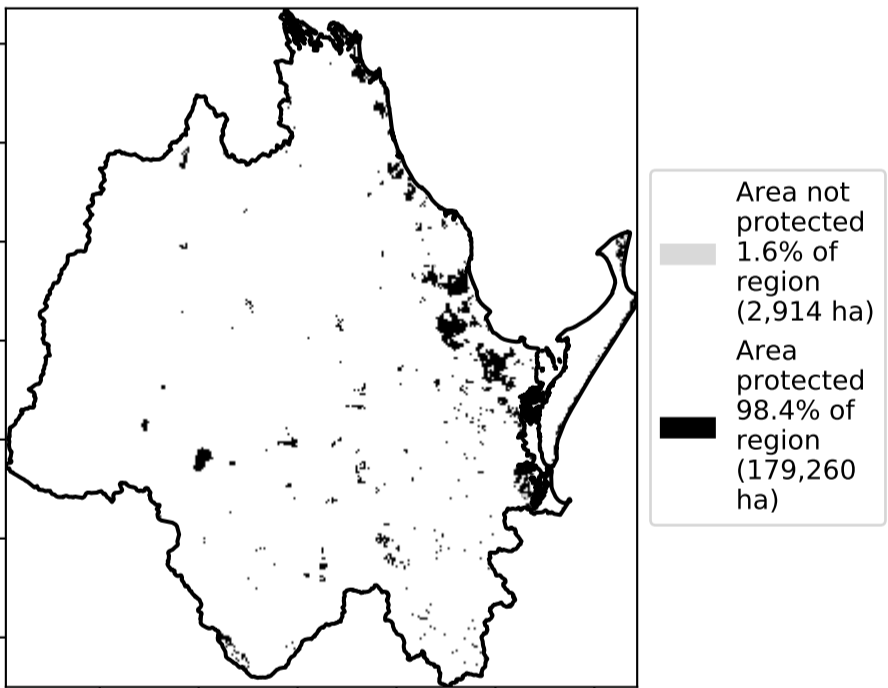 Area not
protected
1.6% of
region
(2,914 ha)
Area
protected
98.4% of
region
(179,260
ha)